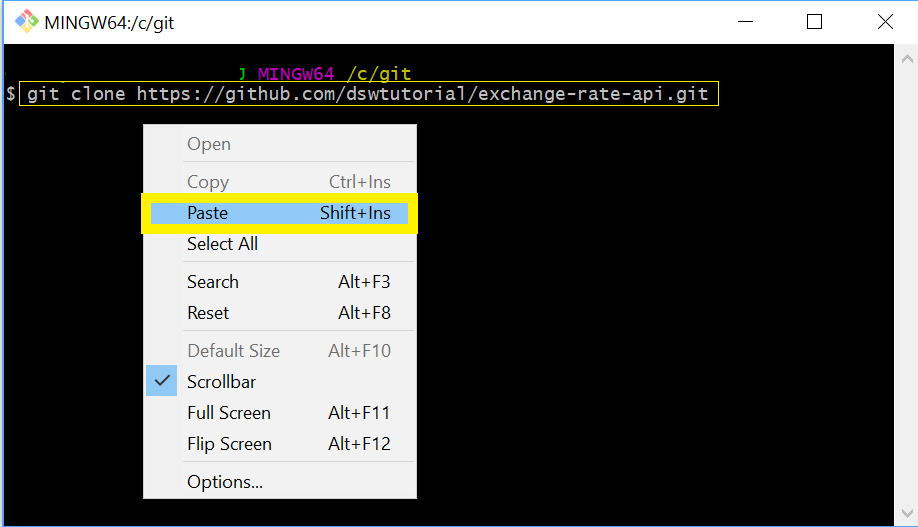 MINGW64:/c/git
MINGW64 /c/git
$ git clone https://github.com/dswtutorial/exchange-rate-api.git
Open
Copy Ctrl+Ins
Paste Shift+Ins
Select All
Search Alt+F3
Reset Alt+F8
Default Size Alt+F10
Scrollbar
Full Screen Alt+F11
Flip Screen Alt+F12
Options...